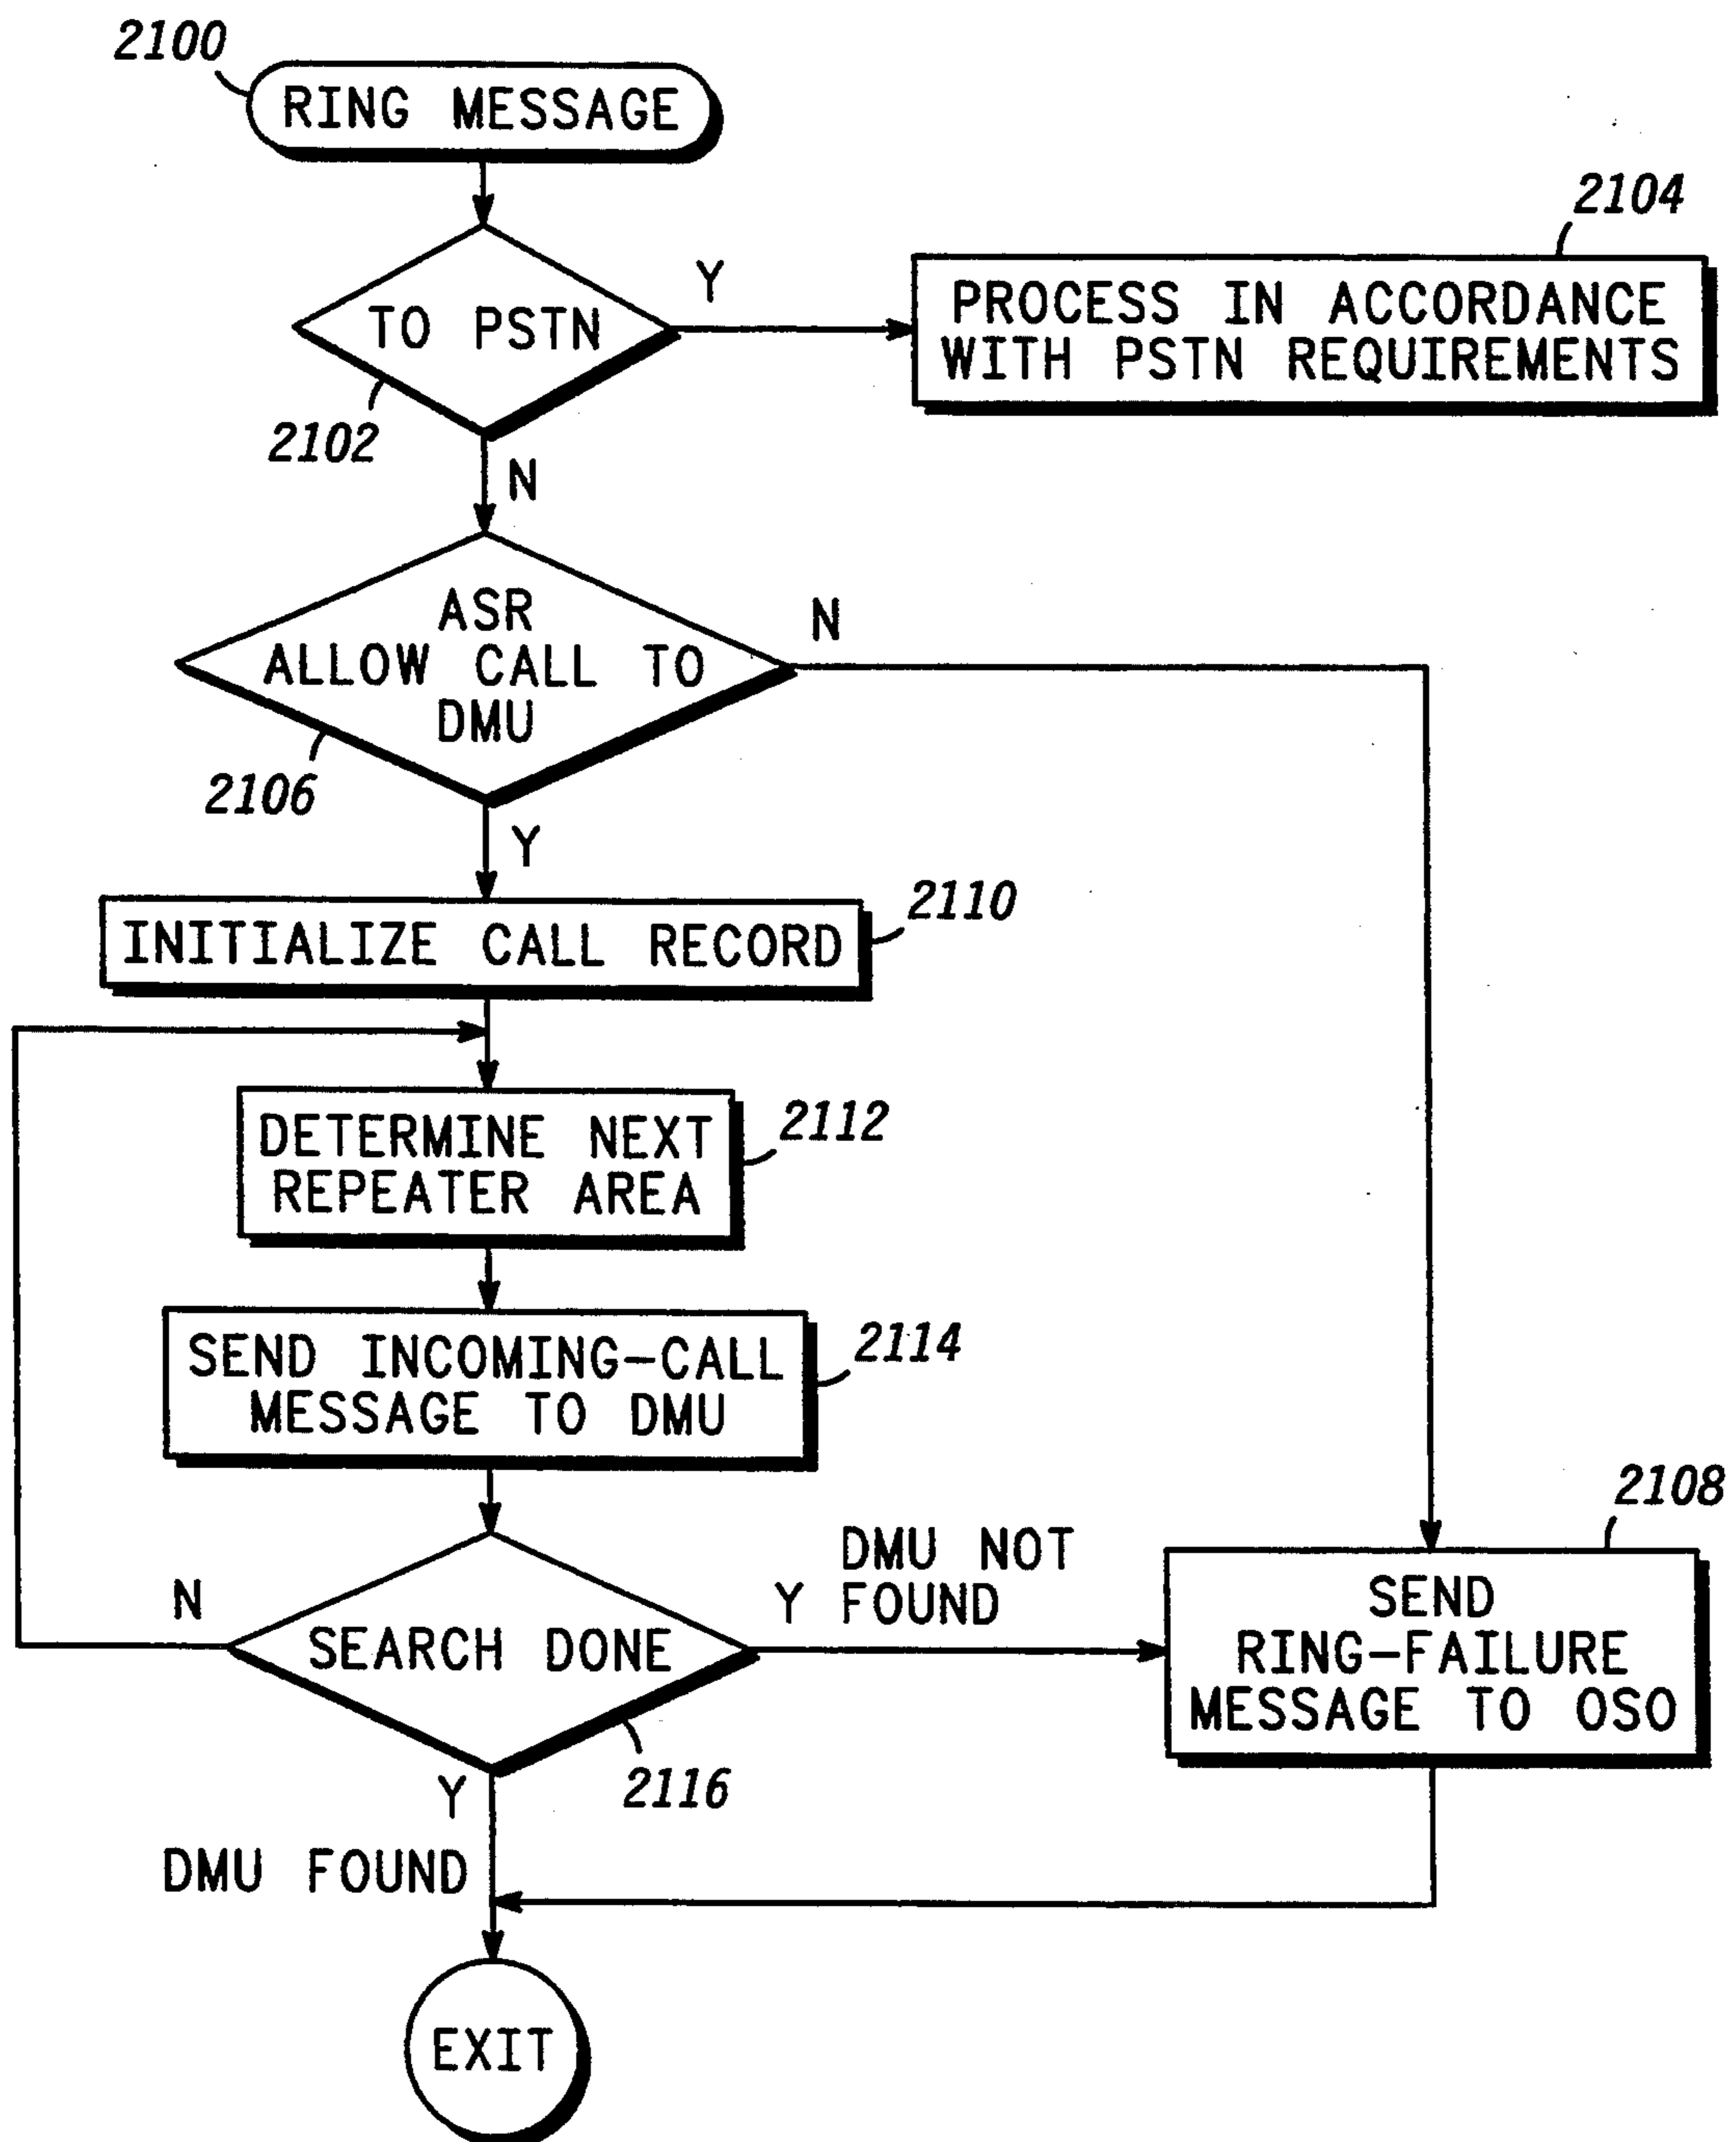 2100
RING MESSAGE
2104
TO PSTN
Y
PROCESS IN ACCORDANCE
WITH PSTN REQUIREMENTS
2102
N
ASR
ALLOW CALL TO
DMU
N
2106
Y
2110
INITIALIZE CALL RECORD
2112
DETERMINE NEXT
REPEATER AREA
2114
SEND INCOMING-CALL
MESSAGE TO DMU
2108
N
SEARCH DONE
DMU NOT
Y FOUND
SEND
RING-FAILURE
MESSAGE TO OSO
2116
Y
DMU FOUND
EXIT